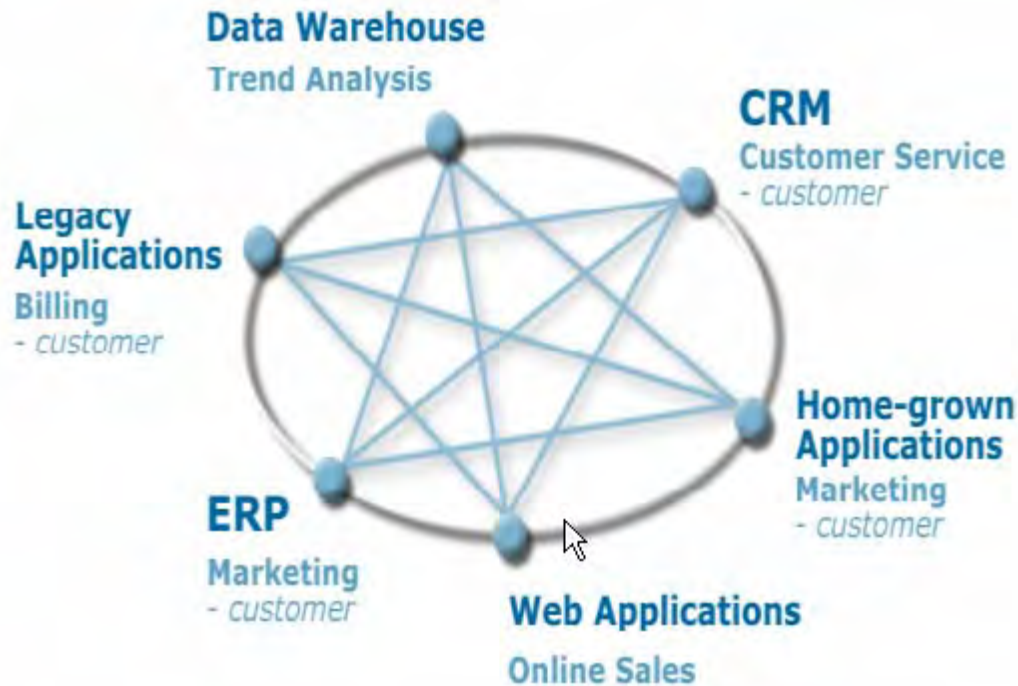 Data Warehouse
Trend Analysis
CRM
Customer Service
- customer
Legacy
Applications
Billing
- customer
Home-grown
Applications
Marketing
- customer
ERP
Marketing
- customer
Web Applications
Online Sales